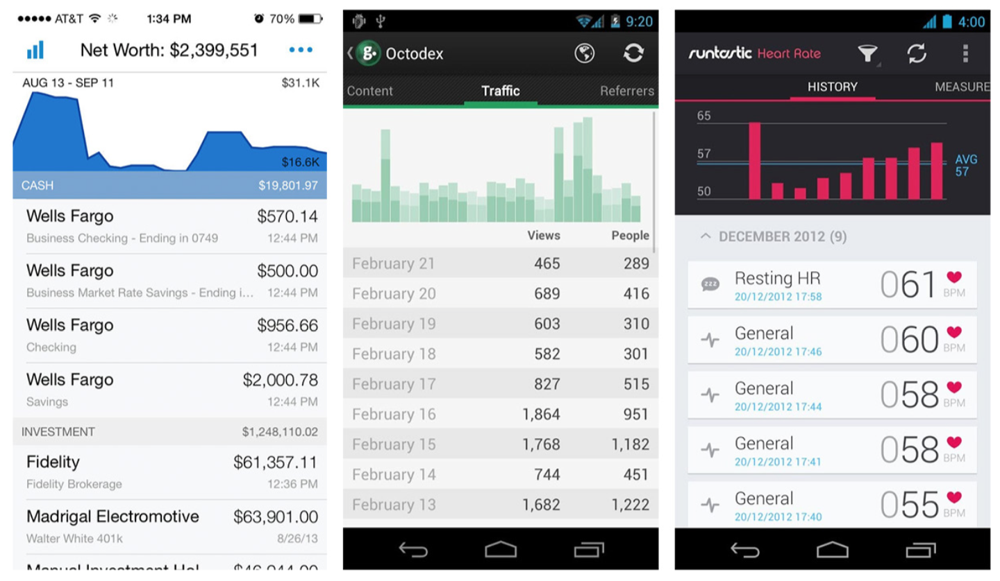 AT&T 1:34 PM 70%
Net Worth: $2,399,551
AUG 13 - SEP 11 $31.1K
$16.6K
CASH $19,801.97
Wells Fargo $570.14
Business Checking - Ending in 0749 12:44 PM
Wells Fargo $500.00
Business Market Rate Savings - Ending i... 12:44 PM
Wells Fargo $956.66
Checking 12:44 PM
Wells Fargo $2,000.78
Savings 12:44 PM
INVESTMENT $1,248,110.02
Fidelity $61,357.11
Fidelity Brokerage 12:36 PM
Madrigal Electromotive $63,901.00
Walter White 401k 8/26/13
Manual Investment
9:20
g. Octodex
Content Traffic Referrers
Views People
February 21 465 289
February 20 689 416
February 19 603 310
February 18 582 301
February 17 827 515
February 16 1,864 951
February 15 1,768 1,182
February 14 744 451
February 13 1,682 1,222
4:00
runtastic Heart Rate
HISTORY MEASURE
65
57
50
AVG
57
DECEMBER 2012 (9)
zzz
Resting HR 061
20/12/2012 17:58 BPM
General 060
20/12/2012 17:46 BPM
General 058
20/12/2012 17:44 BPM
General 058
20/12/2012 17:41 BPM
General 055
20/12/2012 17:40 BPM